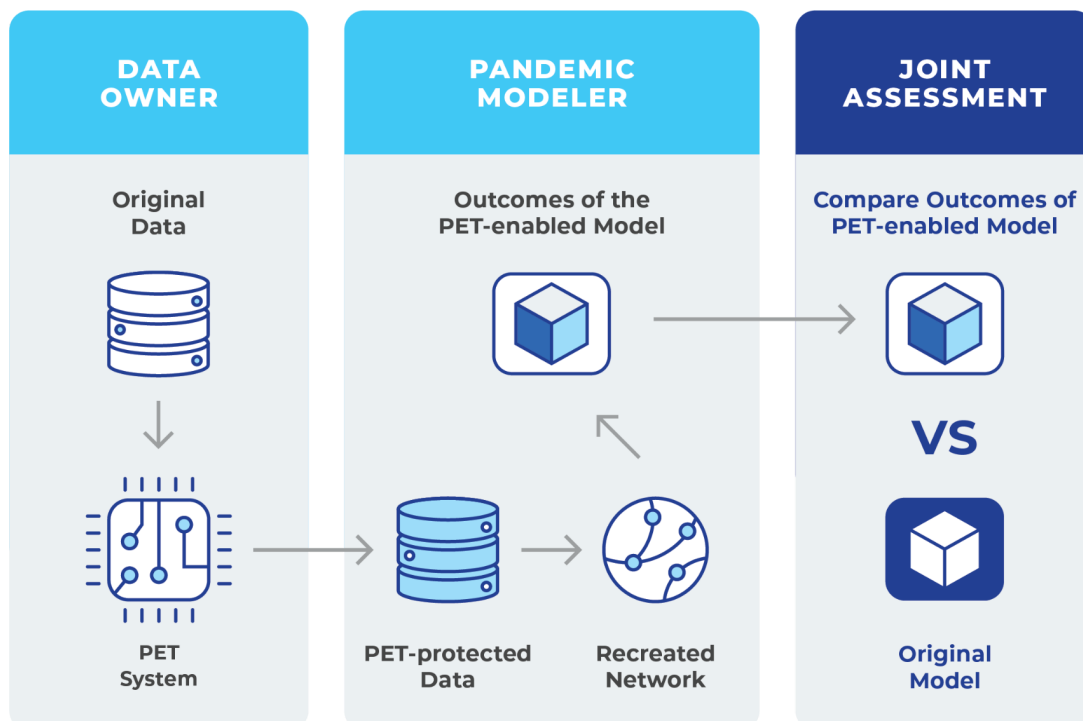 DATA
OWNER
Original
Data
PET
System
PANDEMIC
MODELER
Outcomes of the
PET-enabled Model
PET-protected
Data
Recreated
Network
JOINT
ASSESSMENT
Compare Outcomes of
PET-enabled Model
VS
Original
Model